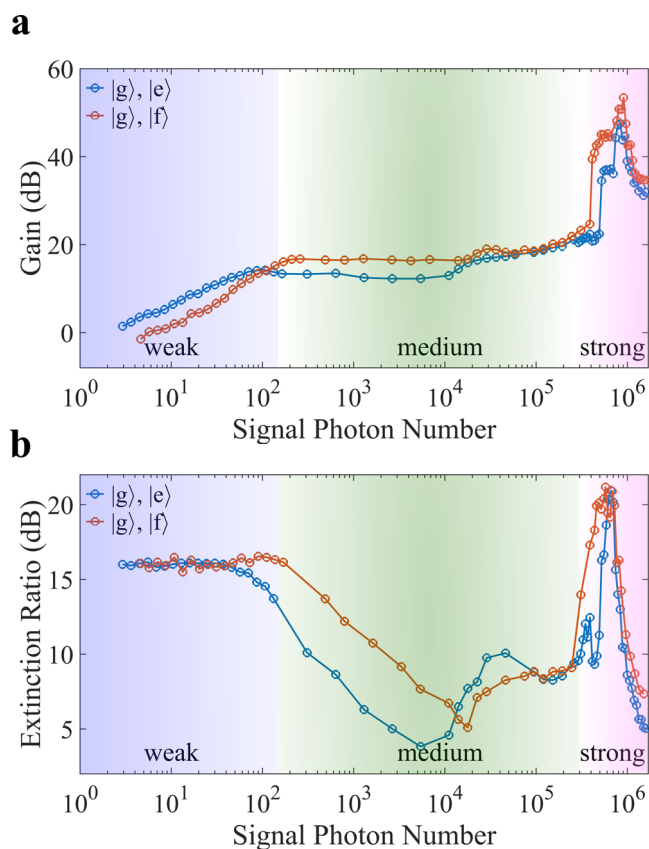 a
60
40
20
0
Gain (dB)
|g⟩, |e⟩
|g⟩, |f⟩
weak medium strong
10⁰ 10¹ 10² 10³ 10⁴ 10⁵ 10⁶
Signal Photon Number
b
20
15
10
5
Extinction Ratio (dB)
|g⟩, |e⟩
|g⟩, |f⟩
weak medium strong
10⁰ 10¹ 10² 10³ 10⁴ 10⁵ 10⁶
Signal Photon Number